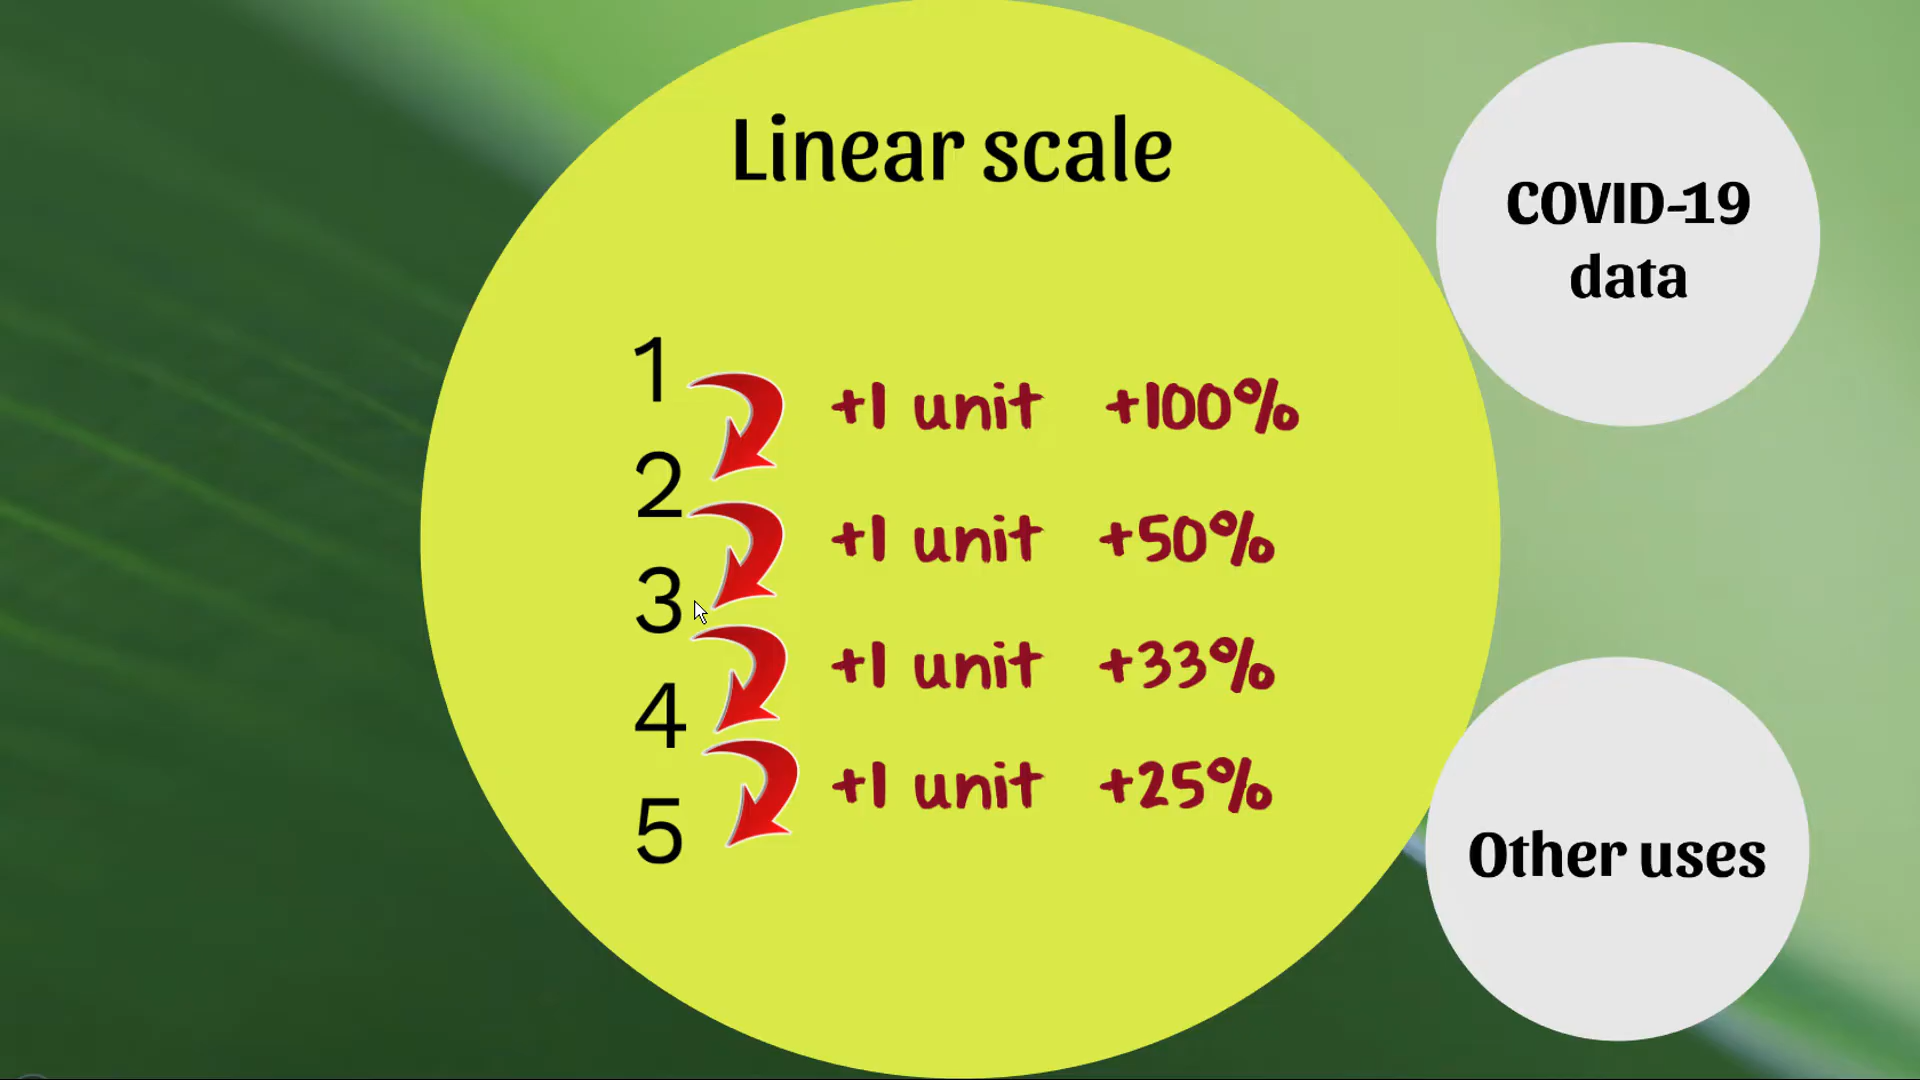 Linear scale
1
+1 unit +100%
2
+1 unit +50%
3
+1 unit +33%
4
+1 unit +25%
5
COVID-19
data
Other uses